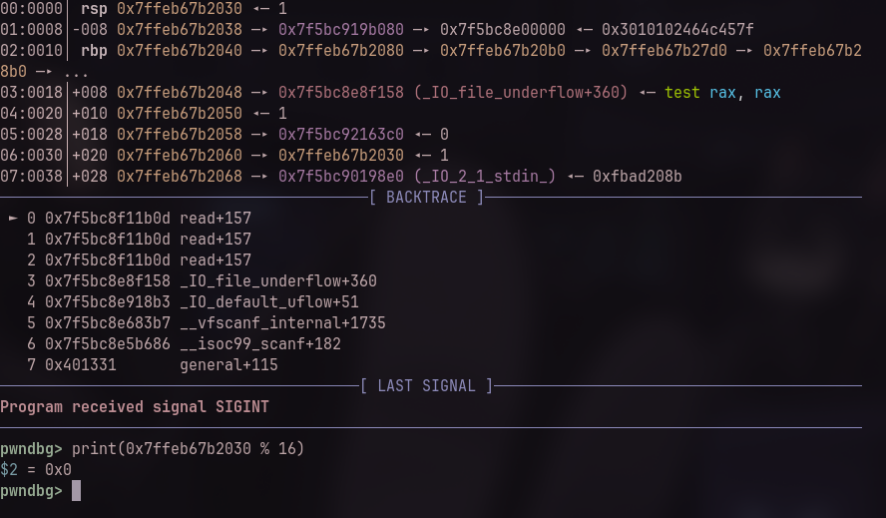 00:0000│ rsp 0x7ffeb67b2030 ◂— 1
01:0008│-008 0x7ffeb67b2038 —▸ 0x7f5bc919b080 —▸ 0x7f5bc8e00000 ◂— 0x3010102464c457f
02:0010│ rbp 0x7ffeb67b2040 —▸ 0x7ffeb67b2080 —▸ 0x7ffeb67b20b0 —▸ 0x7ffeb67b27d0 —▸ 0x7ffeb67b2
8b0 —▸ ...
03:0018│+008 0x7ffeb67b2048 —▸ 0x7f5bc8e8f158 (_IO_file_underflow+360) ◂— test rax, rax
04:0020│+010 0x7ffeb67b2050 ◂— 1
05:0028│+018 0x7ffeb67b2058 —▸ 0x7f5bc92163c0 ◂— 0
06:0030│+020 0x7ffeb67b2060 —▸ 0x7ffeb67b2030 ◂— 1
07:0038│+028 0x7ffeb67b2068 —▸ 0x7f5bc90198e0 (_IO_2_1_stdin_) ◂— 0xfbad208b
[ BACKTRACE ]
► 0 0x7f5bc8f11b0d read+157
1 0x7f5bc8f11b0d read+157
2 0x7f5bc8f11b0d read+157
3 0x7f5bc8e8f158 _IO_file_underflow+360
4 0x7f5bc8e918b3 _IO_default_uflow+51
5 0x7f5bc8e683b7 __vfscanf_internal+1735
6 0x7f5bc8e5b686 __isoc99_scanf+182
7 0x401331 general+115
[ LAST SIGNAL ]
Program received signal SIGINT
pwndbg> print(0x7ffeb67b2030 % 16)
$2 = 0x0
pwndbg>